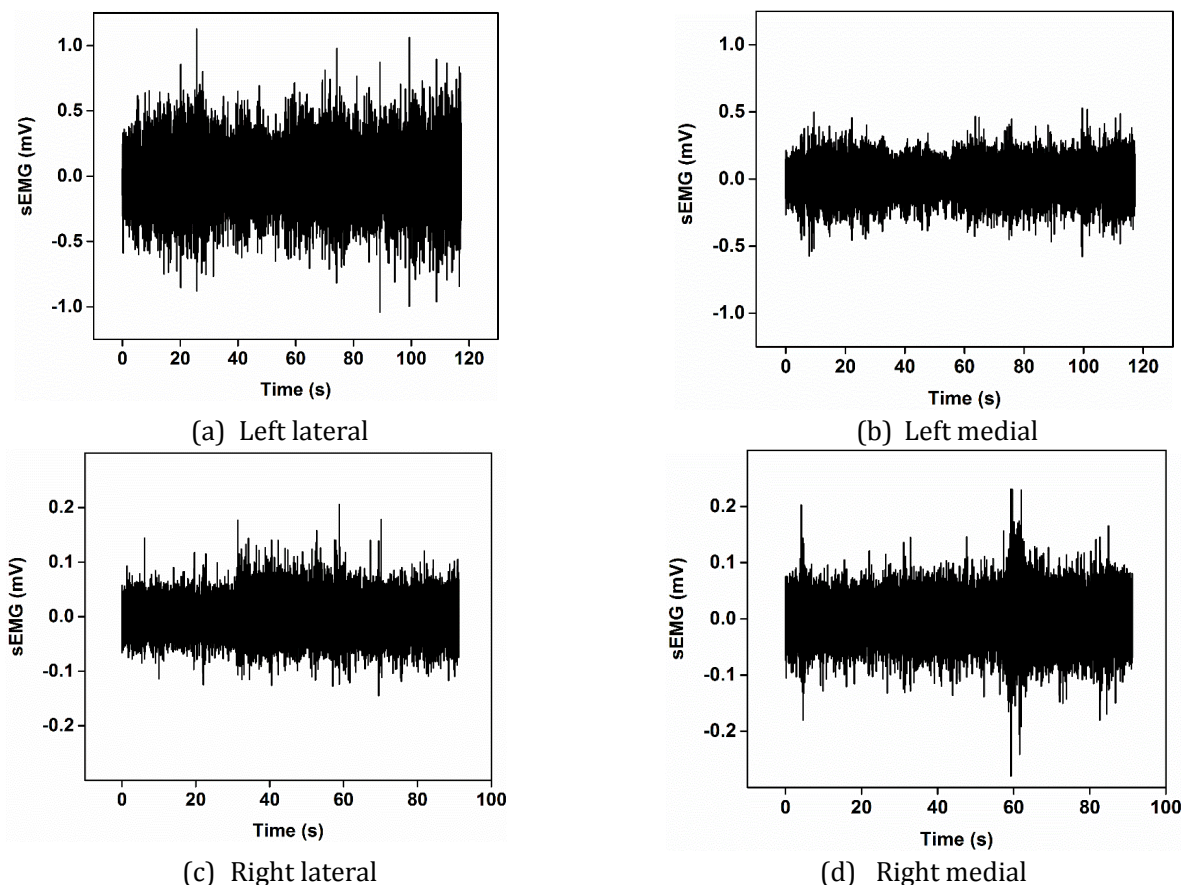 1.0
0.5
0.0
-0.5
-1.0
sEMG (mV)
0 20 40 60 80 100 120
Time (s)
(a) Left lateral
1.0
0.5
0.0
-0.5
-1.0
sEMG (mV)
0 20 40 60 80 100 120
Time (s)
(b) Left medial
0.2
0.1
0.0
-0.1
-0.2
sEMG (mV)
0 20 40 60 80 100
Time (s)
(c) Right lateral
0.2
0.1
0.0
-0.1
-0.2
sEMG (mV)
0 20 40 60 80 100
Time (s)
(d) Right medial